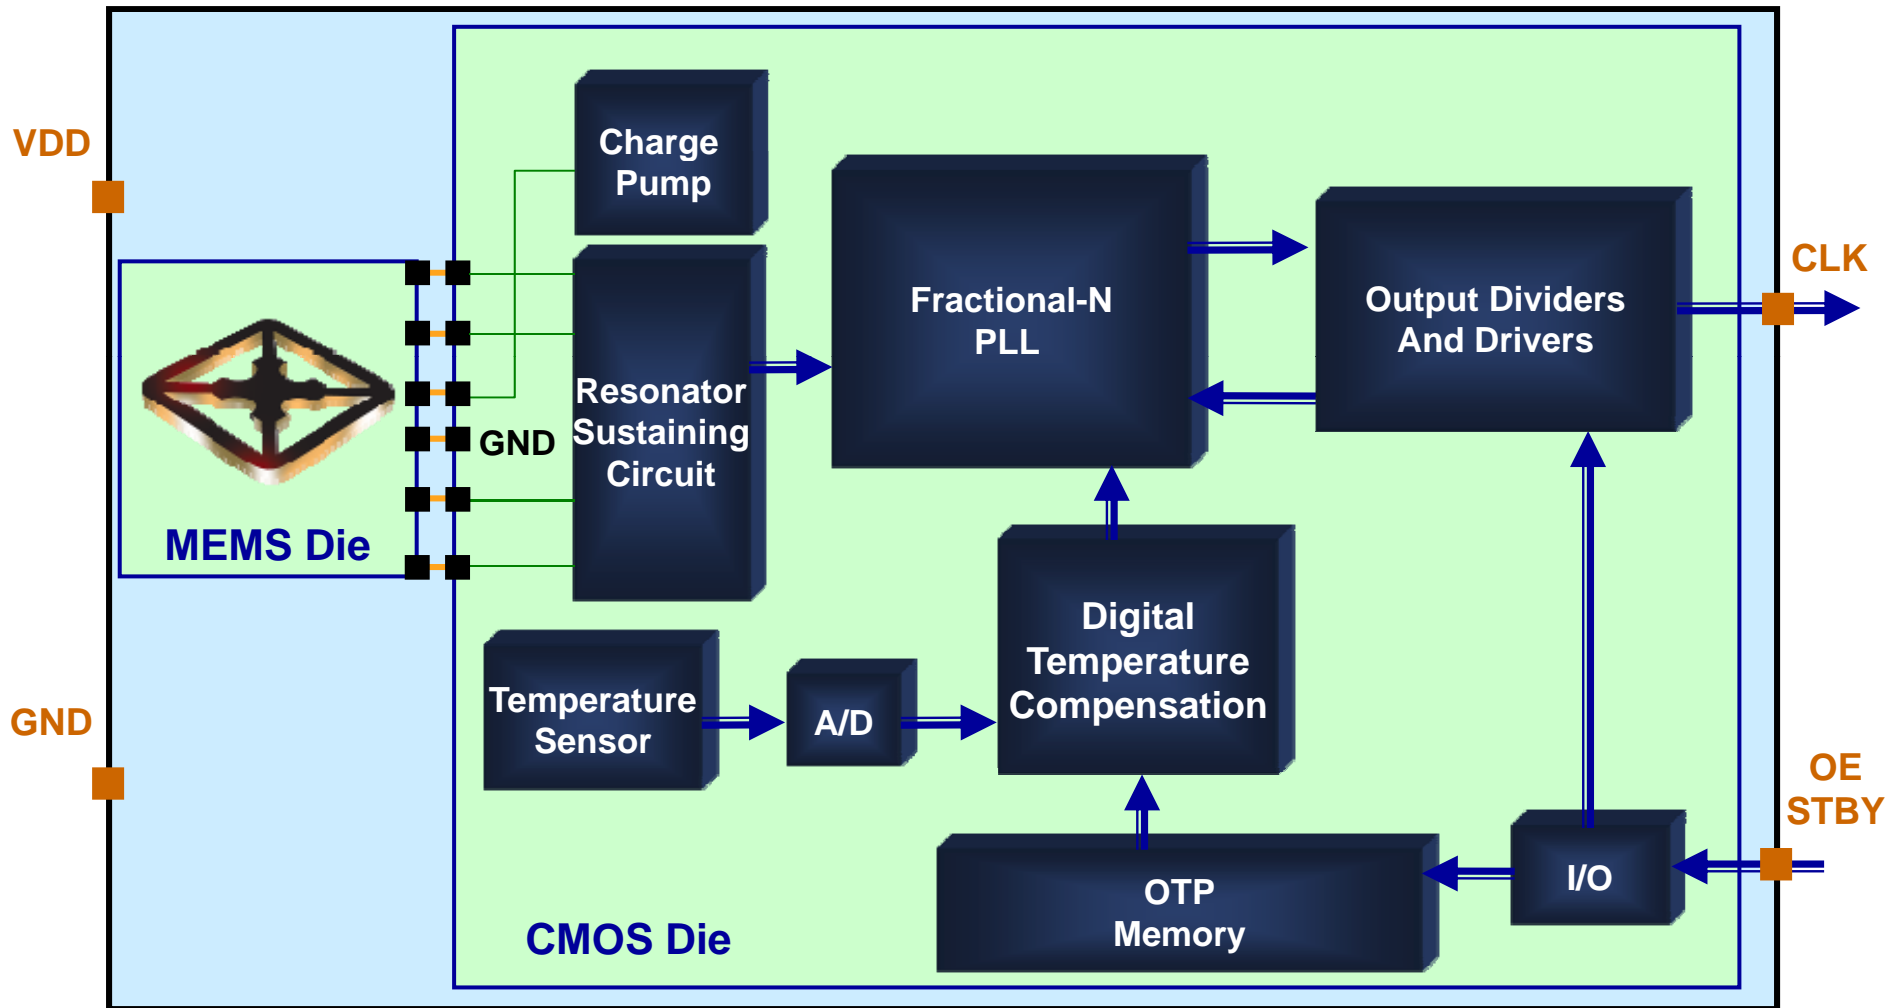 VDD
GND
MEMS Die
GND
Charge
Pump
Resonator
Sustaining
Circuit
Fractional-N
PLL
Output Dividers
And Drivers
CLK
Temperature
Sensor
A/D
Digital
Temperature
Compensation
OTP
Memory
I/O
OE
STBY
CMOS Die